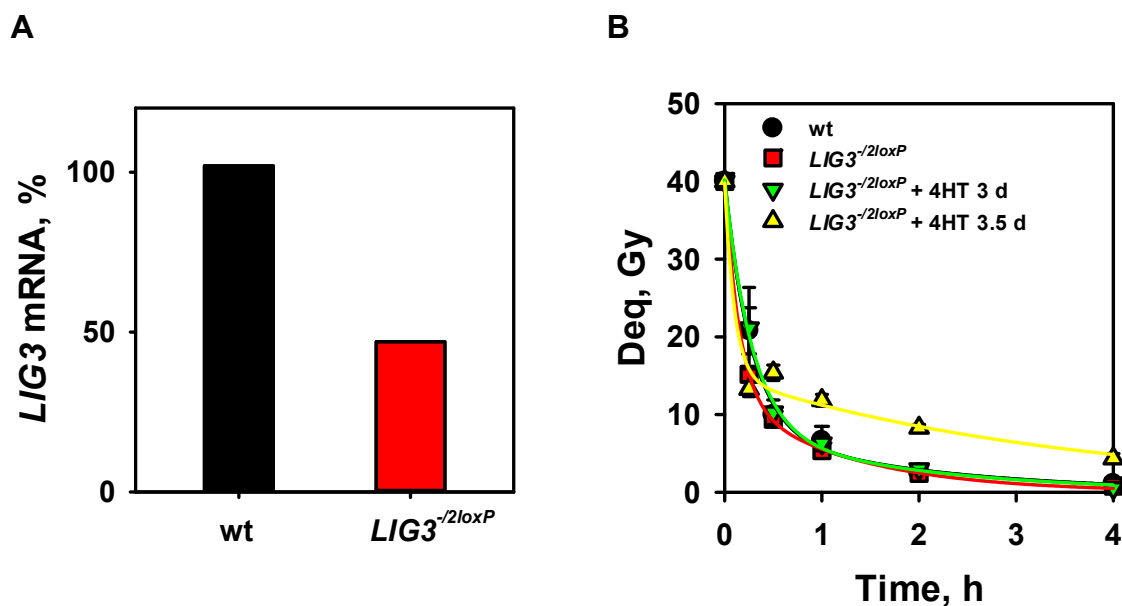 A
B
LIG3 mRNA, %
100
50
0
wt
LIG3-/2loxP
Deq, Gy
50
40
30
20
10
0
wt
LIG3-/2loxP
LIG3-/2loxP + 4HT 3 d
LIG3-/2loxP + 4HT 3.5 d
0 1 2 3 4
Time, h